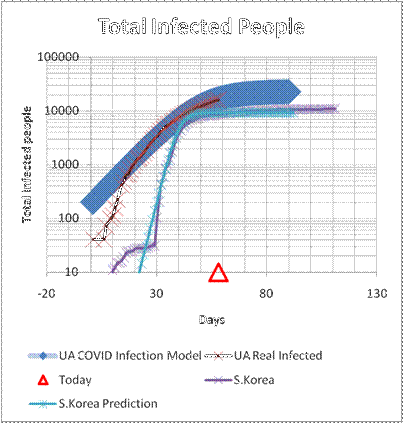 Total Infected People
100000
10000
1000
100
10
Total infected people
-20 30 80 130
Days
UA COVID Infection Model UA Real Infected
Today S.Korea
S.Korea Prediction